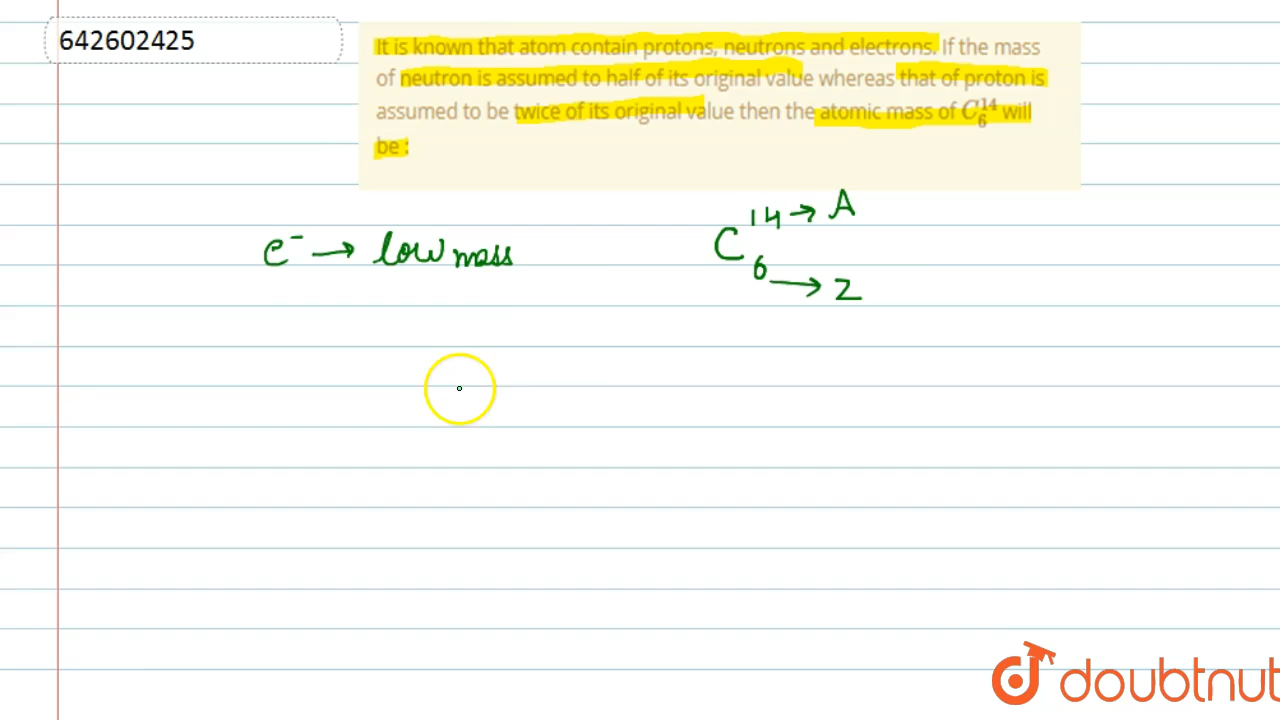 642602425
It is known that atom contain protons, neutrons and electrons. If the mass
of neutron is assumed to half of its original value whereas that of proton is
assumed to be twice of its original value then the atomic mass of C₆¹⁴ will
be :
e⁻ → low mass
C₆¹⁴
14 → A
6 → Z
doubtnut